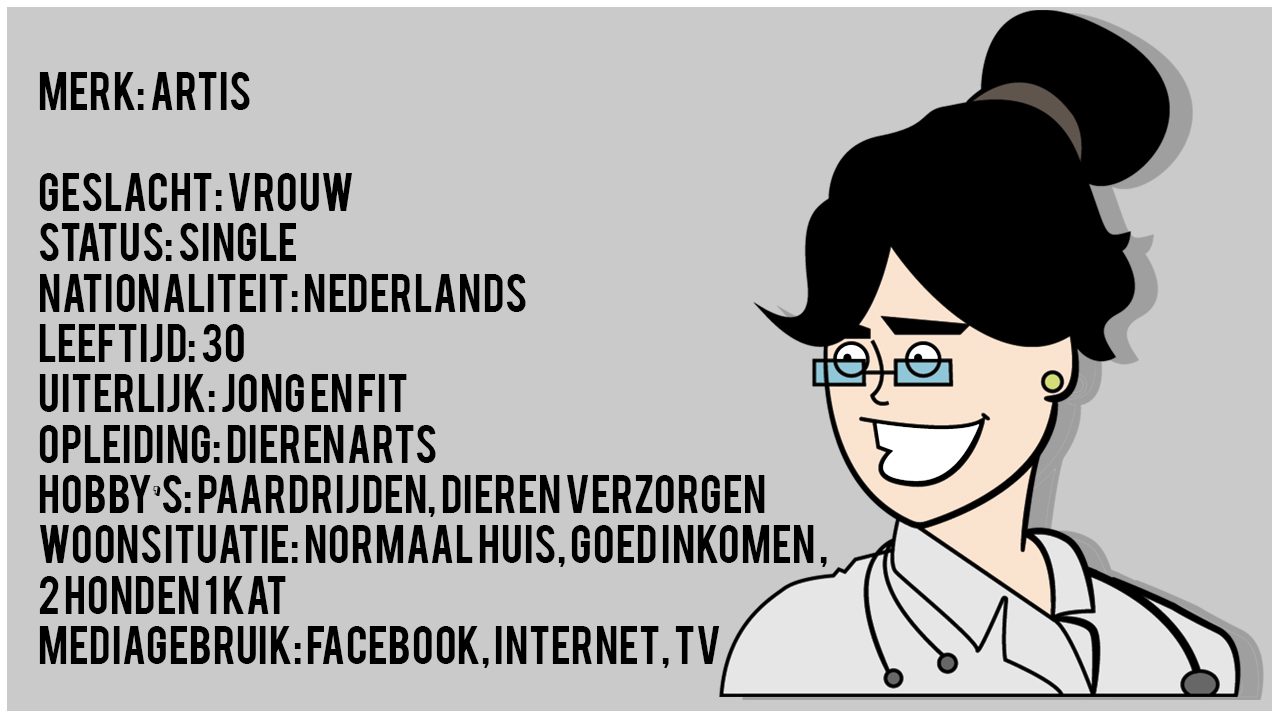 MERK: ARTIS
GESLACHT: VROUW
STATUS: SINGLE
NATIONALITEIT: NEDERLANDS
LEEFTIJD: 30
UITERLIJK: JONG EN FIT
OPLEIDING: DIERENARTS
HOBBY'S: PAARDRIJDEN, DIEREN VERZORGEN
WOONSITUATIE: NORMAAL HUIS, GOED INKOMEN,
2 HONDEN 1 KAT
MEDIAGEBRUIK: FACEBOOK, INTERNET, TV